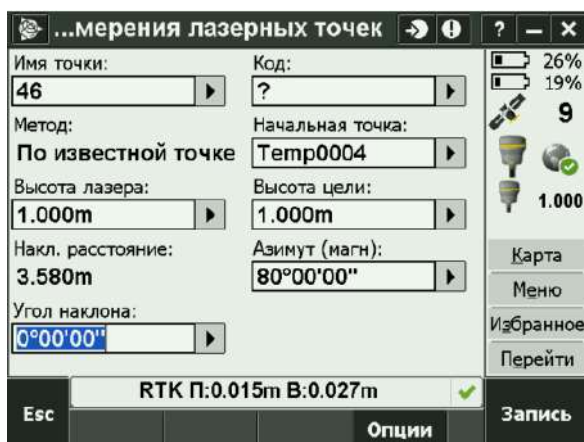 ...мерения лазерных точек
? – ×
Имя точки:
46
Код:
?
Метод:
По известной точке
Начальная точка:
Temp0004
Высота лазера:
1.000m
Высота цели:
1.000m
Накл. расстояние:
3.580m
Азимут (магн):
80°00'00"
Угол наклона:
0°00'00"
26%
19%
9
1.000
Карта
Меню
Избранное
Перейти
RTK П:0.015m В:0.027m
Esc
Опции
Запись